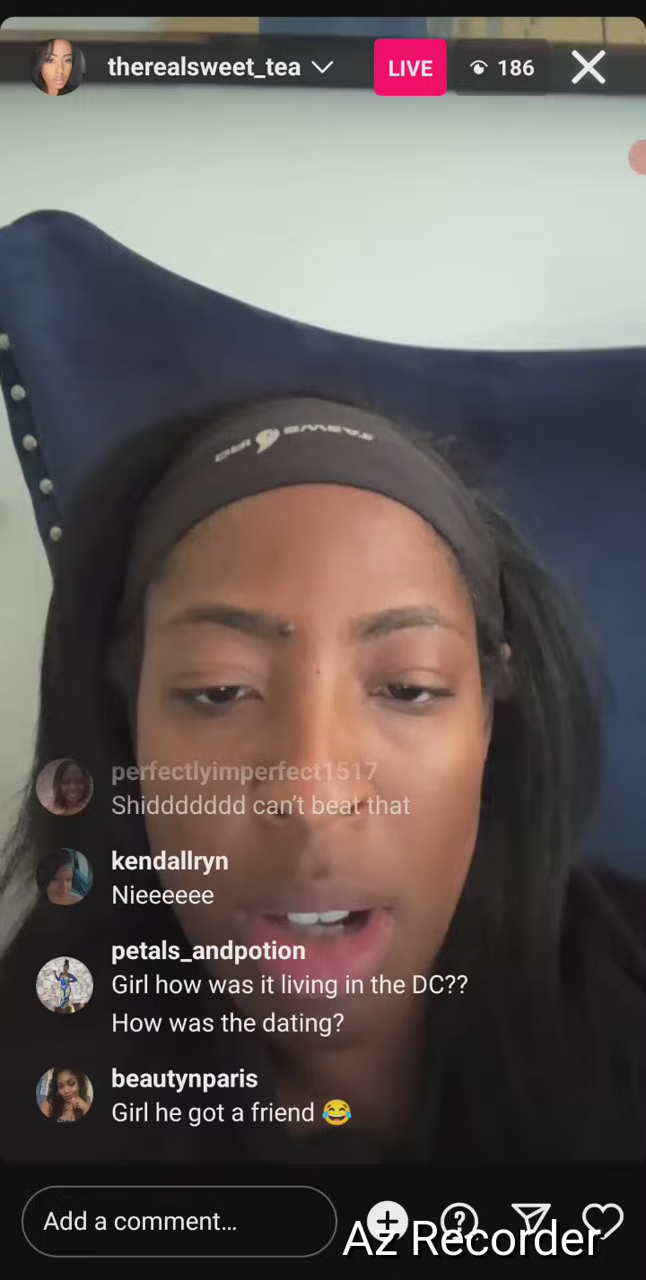 therealsweet_tea
LIVE
186
perfectlyimperfect1517
Shidddddd can't beat that
kendallryn
Nieeeeee
petals_andpotion
Girl how was it living in the DC??
How was the dating?
beautynparis
Girl he got a friend 😂
Add a comment...
Az Recorder